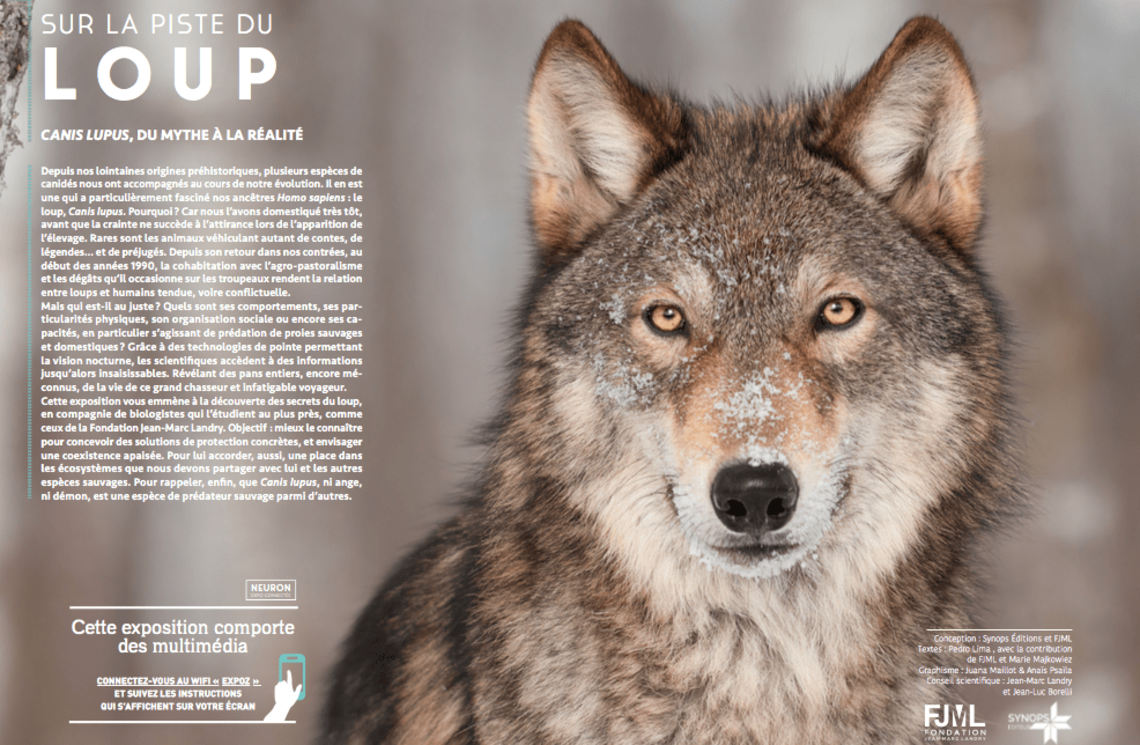 SUR LA PISTE DU
LOUP
CANIS LUPUS, DU MYTHE À LA RÉALITÉ
Depuis nos lointaines origines préhistoriques, plusieurs espèces de
canidés nous ont accompagnés au cours de notre évolution. Il en est
une qui a particulièrement fasciné nos ancêtres Homo sapiens : le
loup, Canis lupus. Pourquoi ? Car nous l'avons domestiqué très tôt,
avant que la crainte ne succède à l'attirance lors de l'apparition de
l'élevage. Rares sont les animaux véhiculant autant de contes, de
légendes... et de préjugés. Depuis son retour dans nos contrées, au
début des années 1990, la cohabitation avec l'agro-pastoralisme
et les dégâts qu'il occasionne sur les troupeaux rendent la relation
entre loups et humains tendue, voire conflictuelle.
Mais qui est-il au juste ? Quels sont ses comportements, ses par-
ticularités physiques, son organisation sociale ou encore ses ca-
pacités, en particulier s'agissant de prédation de proies sauvages
et domestiques ? Grâce à des technologies de pointe permettant
la vision nocturne, les scientifiques accèdent à des informations
jusqu'alors insaisissables. Révélant des pans entiers, encore mé-
connus, de la vie de ce grand chasseur et infatigable voyageur.
Cette exposition vous emmène à la découverte des secrets du loup,
en compagnie de biologistes qui l'étudient au plus près, comme
ceux de la Fondation Jean-Marc Landry. Objectif : mieux le connaître
pour concevoir des solutions de protection concrètes, et envisager
une coexistence apaisée. Pour lui accorder, aussi, une place dans
les écosystèmes que nous devons partager avec lui et les autres
espèces sauvages. Pour rappeler, enfin, que Canis lupus, ni ange,
ni démon, est une espèce de prédateur sauvage parmi d'autres.
NEURON
EXPO CONNECTÉE
Cette exposition comporte
des multimédia
CONNECTEZ-VOUS AU WIFI « EXPOZ »
ET SUIVEZ LES INSTRUCTIONS
QUI S'AFFICHENT SUR VOTRE ÉCRAN
Conception : Synops Éditions et FJML
Textes : Pedro Lima , avec la contribution
de FJML et Marie Majkowiez
Graphisme : Juana Maillot & Anaïs Psaïla
Conseil scientifique : Jean-Marc Landry
et Jean-Luc Borelli
FJML
FONDATION
JEAN-MARC LANDRY
SYNOPS